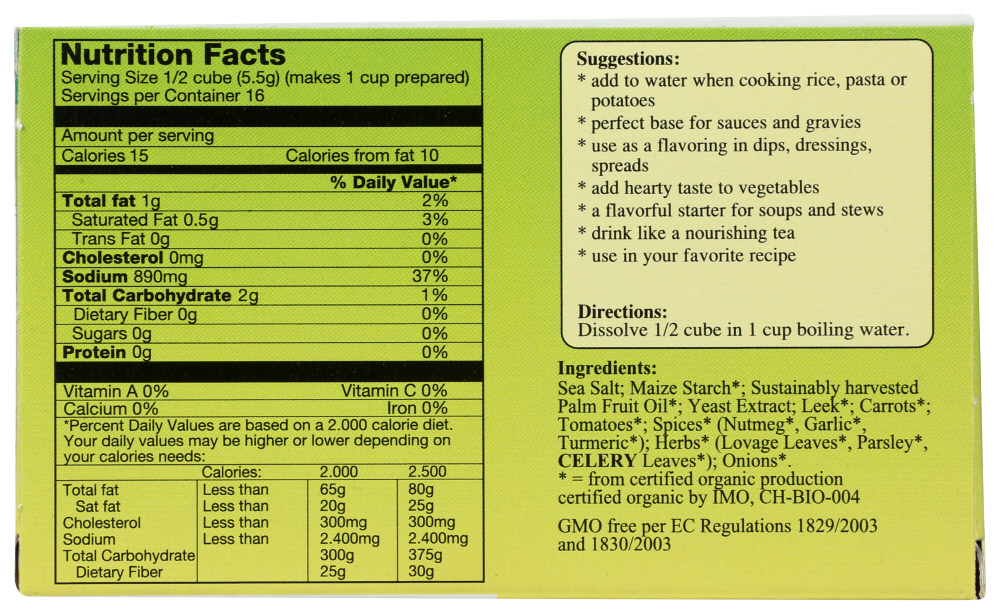 Nutrition Facts
Serving Size 1/2 cube (5.5g) (makes 1 cup prepared)
Servings per Container 16
Amount per serving
Calories 15 Calories from fat 10
% Daily Value*
Total fat 1g 2%
Saturated Fat 0.5g 3%
Trans Fat 0g 0%
Cholesterol 0mg 0%
Sodium 890mg 37%
Total Carbohydrate 2g 1%
Dietary Fiber 0g 0%
Sugars 0g 0%
Protein 0g 0%
Vitamin A 0% Vitamin C 0%
Calcium 0% Iron 0%
*Percent Daily Values are based on a 2.000 calorie diet.
Your daily values may be higher or lower depending on
your calories needs:
Calories: 2.000 2.500
Total fat Less than 65g 80g
Sat fat Less than 20g 25g
Cholesterol Less than 300mg 300mg
Sodium Less than 2.400mg 2.400mg
Total Carbohydrate 300g 375g
Dietary Fiber 25g 30g
Suggestions:
* add to water when cooking rice, pasta or
potatoes
* perfect base for sauces and gravies
* use as a flavoring in dips, dressings,
spreads
* add hearty taste to vegetables
* a flavorful starter for soups and stews
* drink like a nourishing tea
* use in your favorite recipe
Directions:
Dissolve 1/2 cube in 1 cup boiling water.
Ingredients:
Sea Salt; Maize Starch*; Sustainably harvested
Palm Fruit Oil*; Yeast Extract; Leek*; Carrots*;
Tomatoes*; Spices* (Nutmeg*, Garlic*,
Turmeric*); Herbs* (Lovage Leaves*, Parsley*,
CELERY Leaves*); Onions*.
* = from certified organic production
certified organic by IMO, CH-BIO-004
GMO free per EC Regulations 1829/2003
and 1830/2003